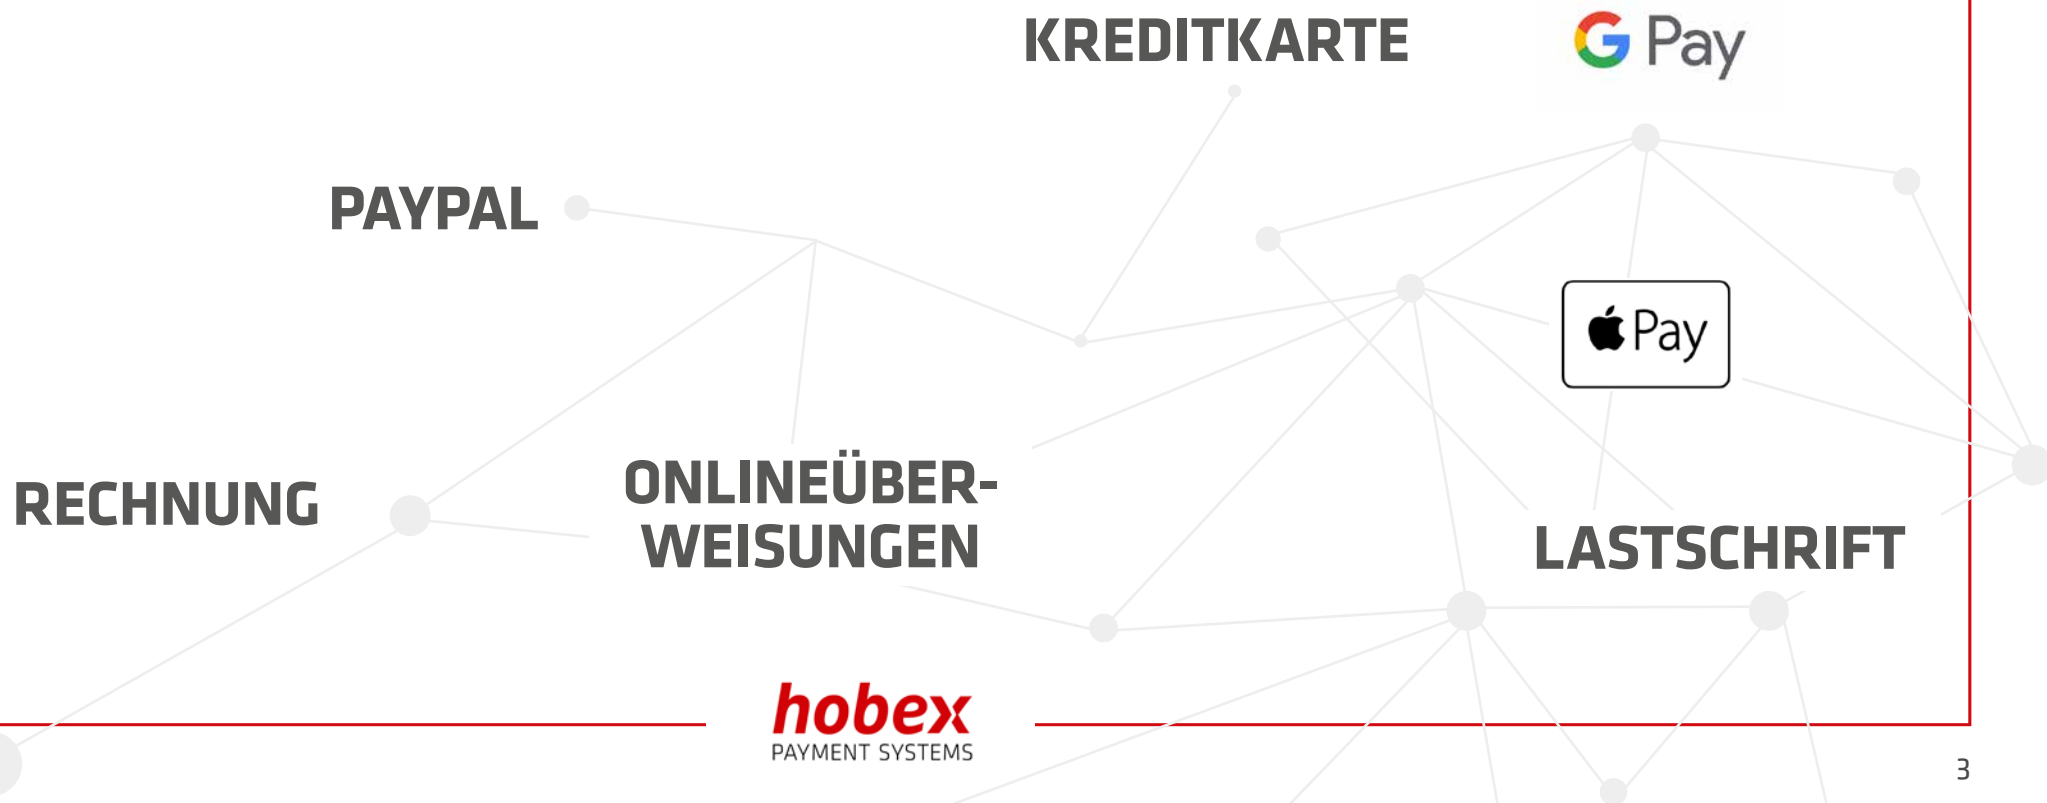 KREDITKARTE
G Pay
PAYPAL
Pay
RECHNUNG
ONLINEÜBER-
WEISUNGEN
LASTSCHRIFT
hobex
PAYMENT SYSTEMS
3